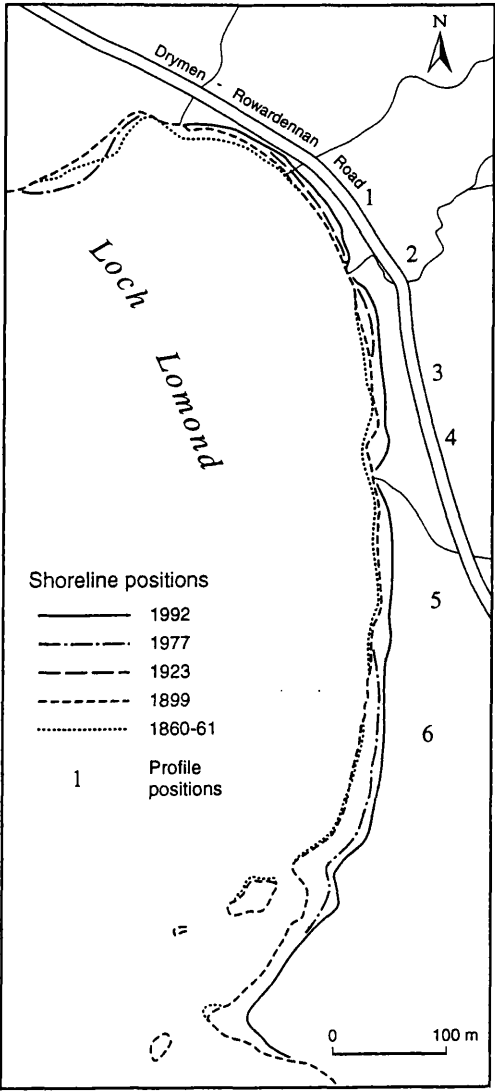 N
Drymen - Rowardennan Road
1
2
Loch
Lomond
3
4
Shoreline positions
1992
1977
1923
1899
1860-61
1 Profile
positions
5
6
0 100 m